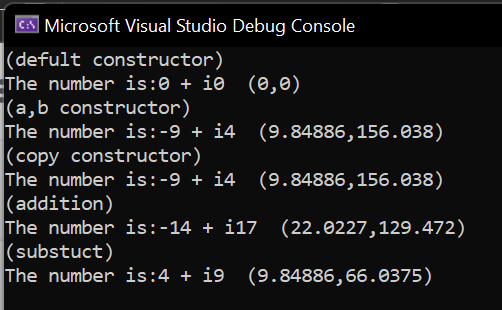 Microsoft Visual Studio Debug Console
(defult constructor)
The number is:0 + i0  (0,0)
(a,b constructor)
The number is:-9 + i4  (9.84886,156.038)
(copy constructor)
The number is:-9 + i4  (9.84886,156.038)
(addition)
The number is:-14 + i17  (22.0227,129.472)
(substuct)
The number is:4 + i9  (9.84886,66.0375)